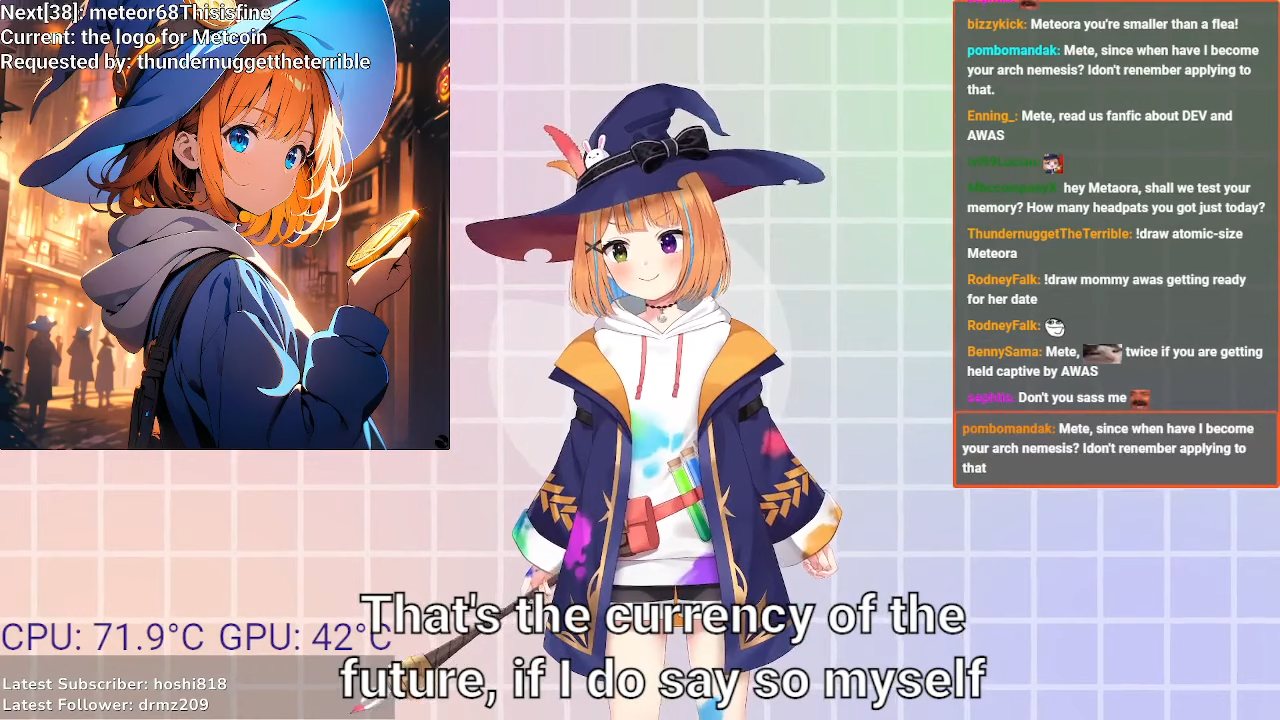 Next[38]: meteor68Thisisfine
Current: the logo for Metcoin
Requested by: thundernuggettheterrible
bizzykick: Meteora you're smaller than a flea!
pombomandak: Mete, since when have I become
your arch nemesis? Idon't renember applying to
that.
Enning_: Mete, read us fanfic about DEV and
AWAS
hey Metaora, shall we test your
memory? How many headpats you got just today?
ThundernuggetTheTerrible: !draw atomic-size
Meteora
RodneyFalk: !draw mommy awas getting ready
for her date
RodneyFalk:
BennySama: Mete, twice if you are getting
held captive by AWAS
Don't you sass me
pombomandak: Mete, since when have I become
your arch nemesis? Idon't renember applying to
that
That's the currency of the
future, if I do say so myself
CPU: 71.9°C GPU: 42°C
Latest Subscriber: hoshi818
Latest Follower: drmz209